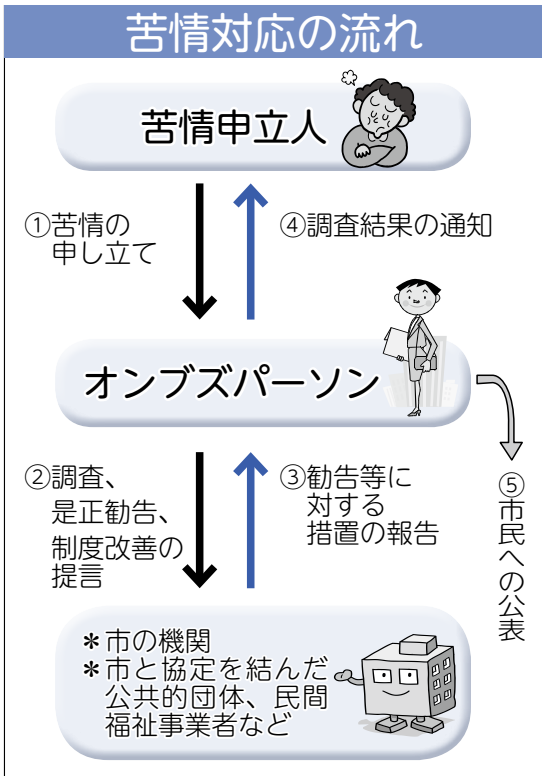 苦情対応の流れ
苦情申立人
①苦情の
申し立て
④調査結果の通知
オンブズパーソン
②調査、
是正勧告、
制度改善の
提言
③勧告等に
対する
措置の報告
⑤市民への公表
＊市の機関
＊市と協定を結んだ
公共的団体、民間
福祉事業者など